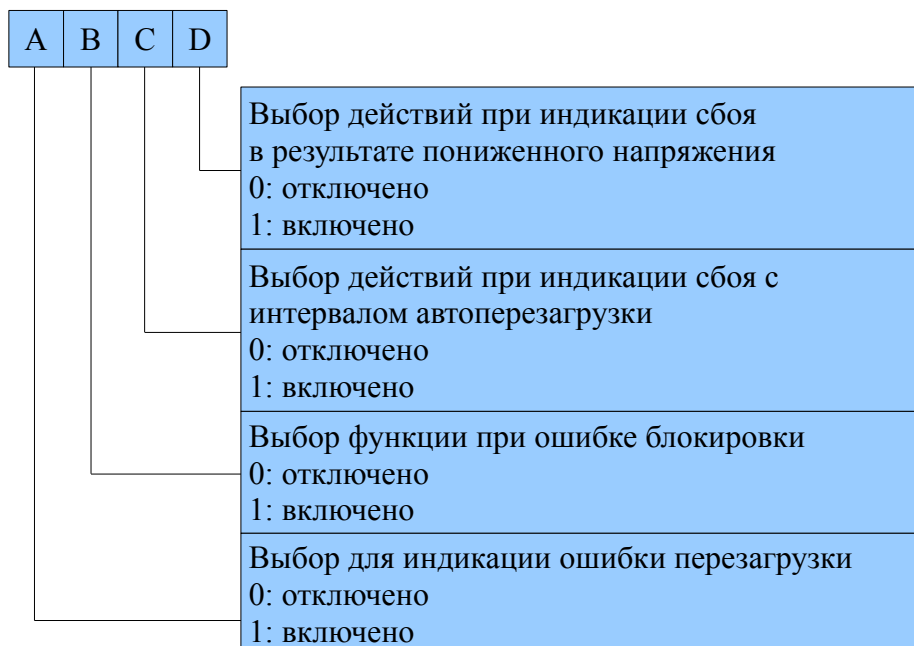 A B C D
Выбор действий при индикации сбоя
в результате пониженного напряжения
0: отключено
1: включено
Выбор действий при индикации сбоя с
интервалом автоперезагрузки
0: отключено
1: включено
Выбор функции при ошибке блокировки
0: отключено
1: включено
Выбор для индикации ошибки перезагрузки
0: отключено
1: включено